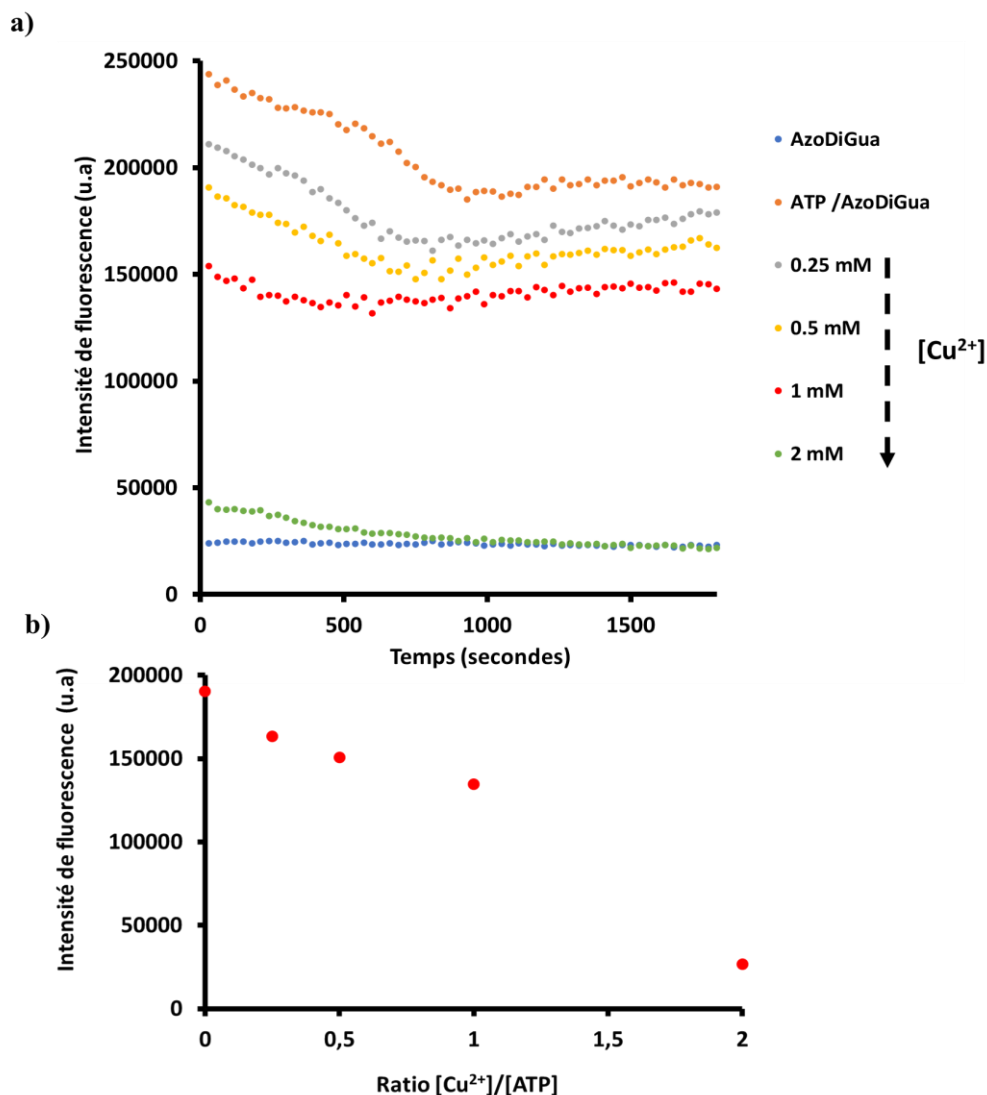 a)
250000
200000
150000
100000
50000
0
Intensité de fluorescence (u.a)
0 500 1000 1500
Temps (secondes)
AzoDiGua
ATP /AzoDiGua
0.25 mM
0.5 mM
1 mM
2 mM
[Cu²⁺]
b)
200000
150000
100000
50000
0
Intensité de fluorescence (u.a)
0 0,5 1 1,5 2
Ratio [Cu²⁺]/[ATP]